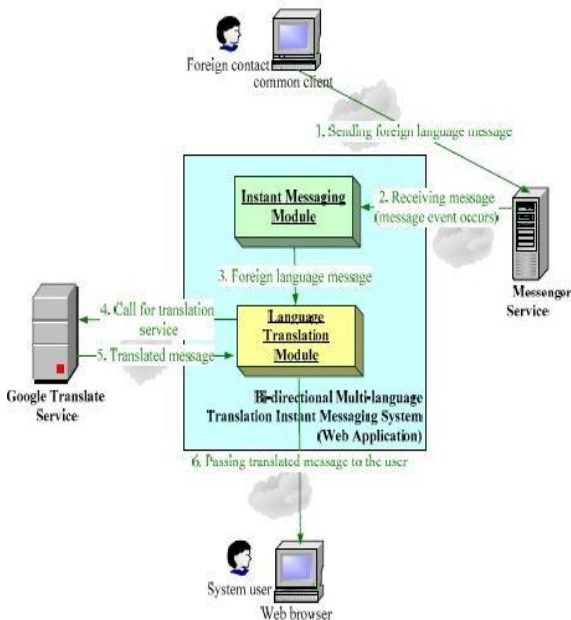 Foreign contact
common client
1. Sending foreign language message
Instant Messaging
Module
2. Receiving message
(message event occurs)
Messenger
Service
3. Foreign language message
4. Call for translation
service
Language
Translation
Module
5. Translated message
Google Translate
Service
Bi-directional Multi-language
Translation Instant Messaging System
(Web Application)
6. Passing translated message to the user
System user
Web browser